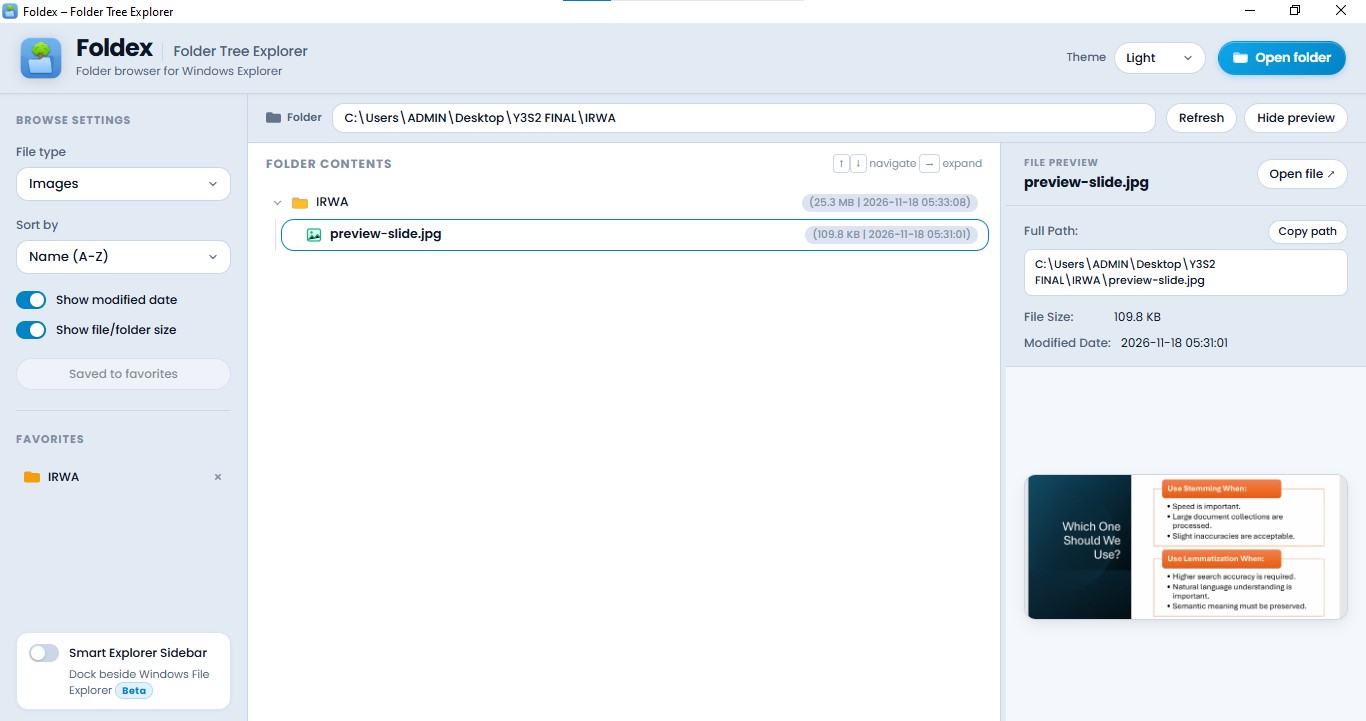 Foldex – Folder Tree Explorer
Foldex | Folder Tree Explorer
Folder browser for Windows Explorer
Theme
Light
Open folder
BROWSE SETTINGS
File type
Images
Sort by
Name (A-Z)
Show modified date
Show file/folder size
Saved to favorites
FAVORITES
IRWA ×
Smart Explorer Sidebar
Dock beside Windows File
Explorer Beta
Folder
C:\Users\ADMIN\Desktop\Y3S2 FINAL\IRWA
Refresh
Hide preview
FOLDER CONTENTS
↑ ↓ navigate → expand
IRWA (25.3 MB | 2026-11-18 05:33:08)
preview-slide.jpg (109.8 KB | 2026-11-18 05:31:01)
FILE PREVIEW
preview-slide.jpg
Open file ↗
Full Path:
Copy path
C:\Users\ADMIN\Desktop\Y3S2
FINAL\IRWA\preview-slide.jpg
File Size: 109.8 KB
Modified Date: 2026-11-18 05:31:01
Which One
Should We
Use?
Use Stemming When:
• Speed is important.
• Large document collections are
processed.
• Slight inaccuracies are acceptable.
Use Lemmatization When:
• Higher search accuracy is required.
• Natural language understanding is
important.
• Semantic meaning must be preserved.